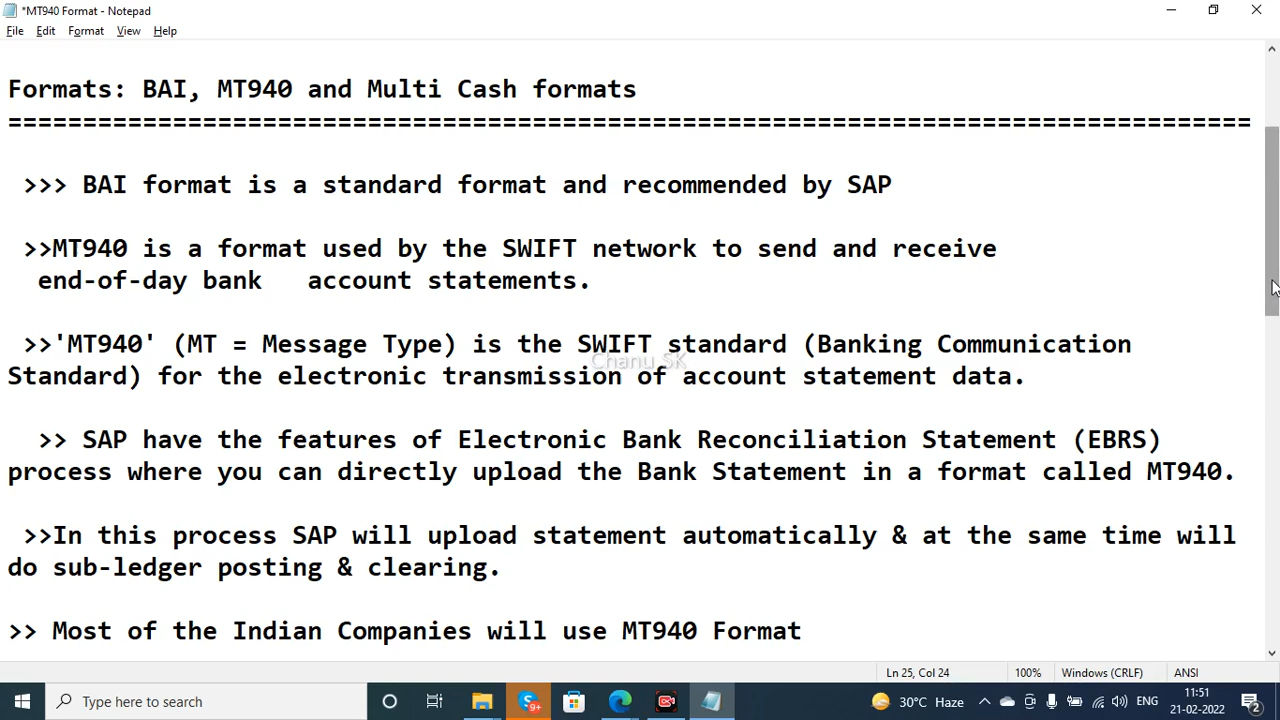 *MT940 Format - Notepad
File Edit Format View Help
Formats: BAI, MT940 and Multi Cash formats
===================================================================================
>>> BAI format is a standard format and recommended by SAP
>>MT940 is a format used by the SWIFT network to send and receive
end-of-day bank   account statements.
>>'MT940' (MT = Message Type) is the SWIFT standard (Banking Communication
Standard) for the electronic transmission of account statement data.
Chanu SK
>> SAP have the features of Electronic Bank Reconciliation Statement (EBRS)
process where you can directly upload the Bank Statement in a format called MT940.
>>In this process SAP will upload statement automatically & at the same time will
do sub-ledger posting & clearing.
>> Most of the Indian Companies will use MT940 Format
Ln 25, Col 24 100% Windows (CRLF) ANSI
Type here to search 9+ 30°C Haze ENG 11:51
21-02-2022 2